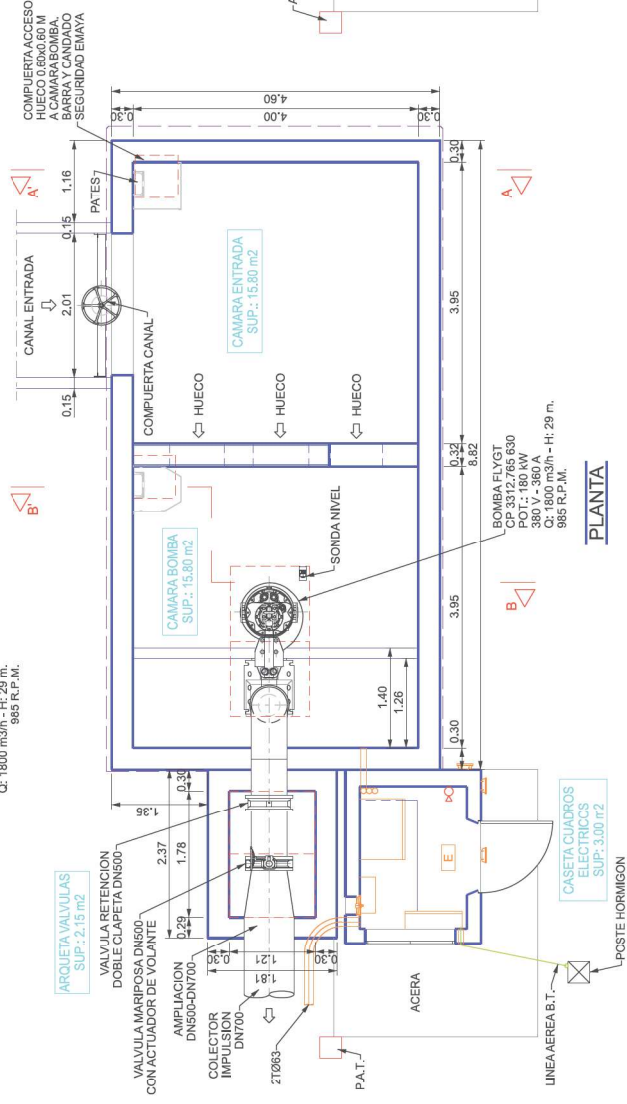 Q: 1800 m3/h - H: 29 m.
985 R.P.M.
B'
A'
CANAL ENTRADA
0.15
2.01
0.15
1.16
PATES
COMPUERTA ACCESO
HUECO 0.60x0.60 M
A CAMARA BOMBA.
BARRA Y CANDADO
SEGURIDAD EMAYA
COMPUERTA CANAL
0.30
4.00
0.30
4.60
CAMARA ENTRADA
SUP.: 15.80 m2
HUECO
HUECO
HUECO
CAMARA BOMBA
SUP.: 15.80 m2
SONDA NIVEL
1.40
1.26
0.30
3.95
0.32
3.95
0.30
8.82
BOMBA FLYGT
CP 3312.765 630
POT.: 180 kW
380 V - 360 A
Q: 1800 m3/h - H: 29 m.
985 R.P.M.
ARQUETA VALVULAS
SUP.: 2.15 m2
VALVULA RETENCION
DOBLE CLAPETA DN500
VALVULA MARIPOSA DN500
CON ACTUADOR DE VOLANTE
AMPLIACION
DN500-DN700
COLECTOR
IMPULSION
DN700
1.35
2.37
0.29
1.78
0.30
0.30
1.21
0.30
1.81
2TØ63
P.A.T.
ACERA
E
CASETA CUADROS
ELECTRICCS
SUP: 3.00 m2
LINEA AEREA B.T.
PCSTE HORMIGON
B
A
PLANTA
A